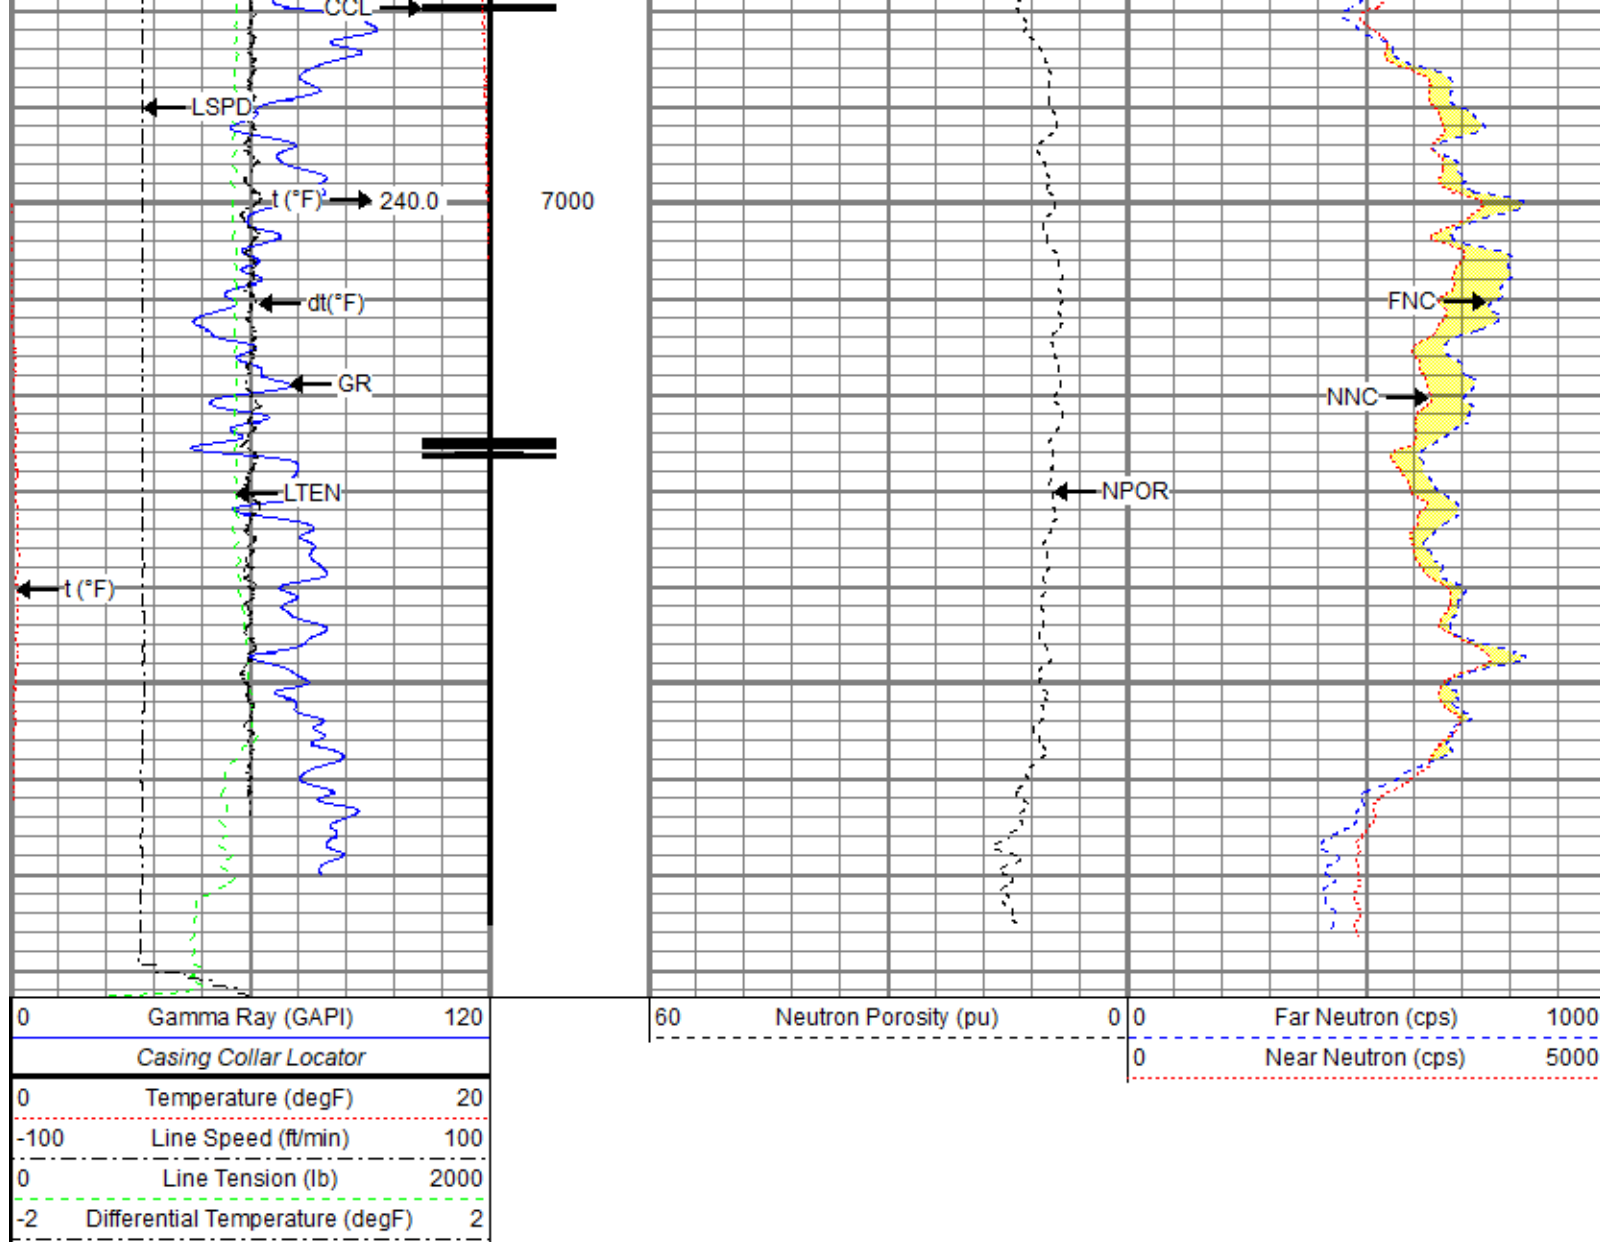 CCL
LSPD
t (°F) 240.0 7000
dt(°F)
FNC
GR
NNC
LTEN
NPOR
t (°F)
0 Gamma Ray (GAPI) 120
Casing Collar Locator
0 Temperature (degF) 20
-100 Line Speed (ft/min) 100
0 Line Tension (lb) 2000
-2 Differential Temperature (degF) 2
60 Neutron Porosity (pu) 0
0 Far Neutron (cps) 1000
0 Near Neutron (cps) 5000